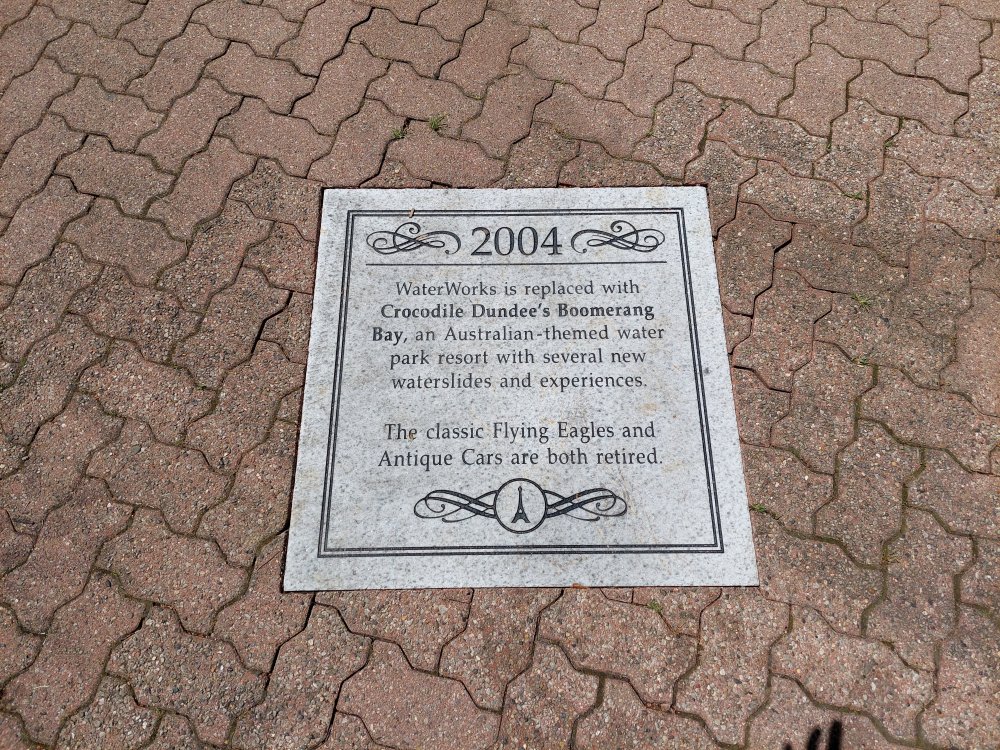 2004
WaterWorks is replaced with
Crocodile Dundee's Boomerang
Bay, an Australian-themed water
park resort with several new
waterslides and experiences.
The classic Flying Eagles and
Antique Cars are both retired.